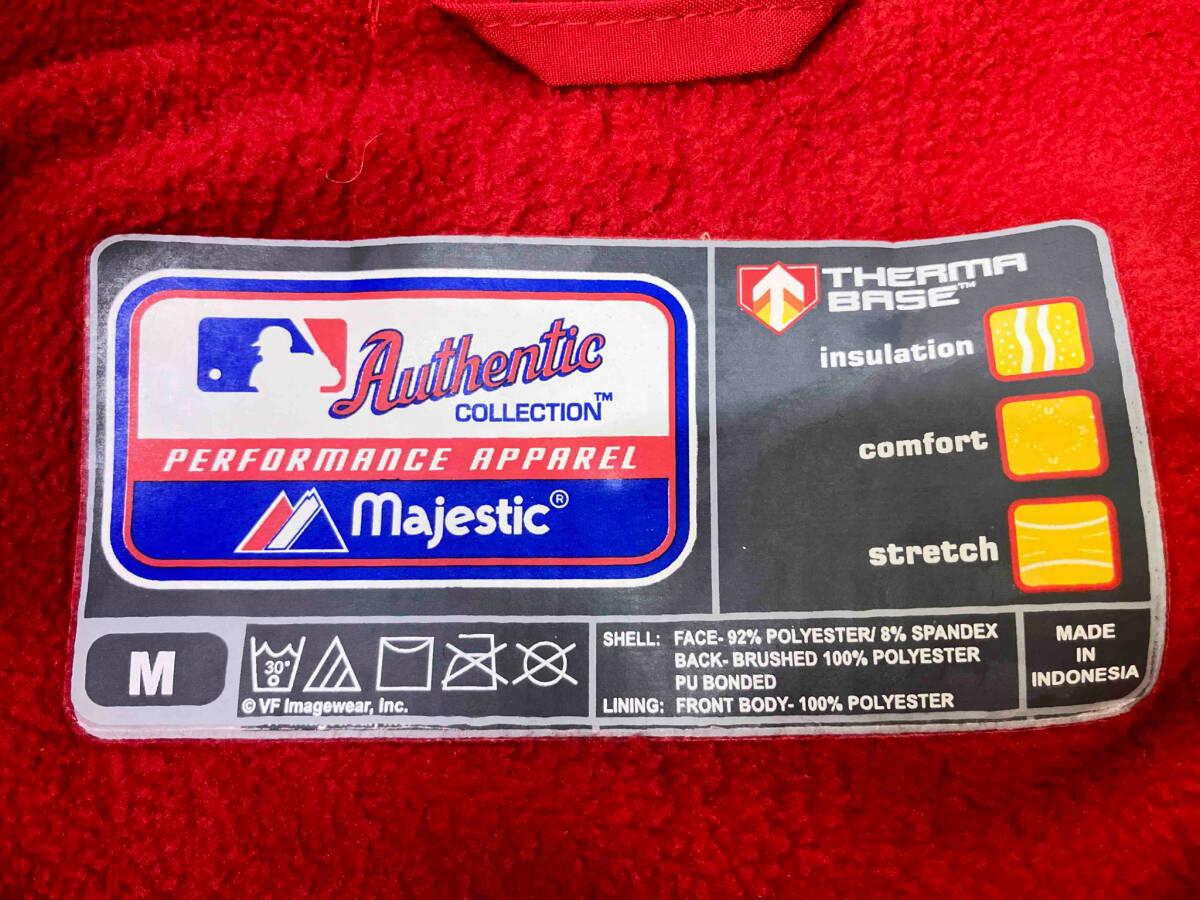 Authentic
COLLECTION™
PERFORMANCE APPAREL
Majestic®
THERMA
BASE™
insulation
comfort
stretch
M
30°
© VF Imagewear, Inc.
SHELL: FACE- 92% POLYESTER/ 8% SPANDEX
BACK- BRUSHED 100% POLYESTER
PU BONDED
LINING: FRONT BODY- 100% POLYESTER
MADE
IN
INDONESIA